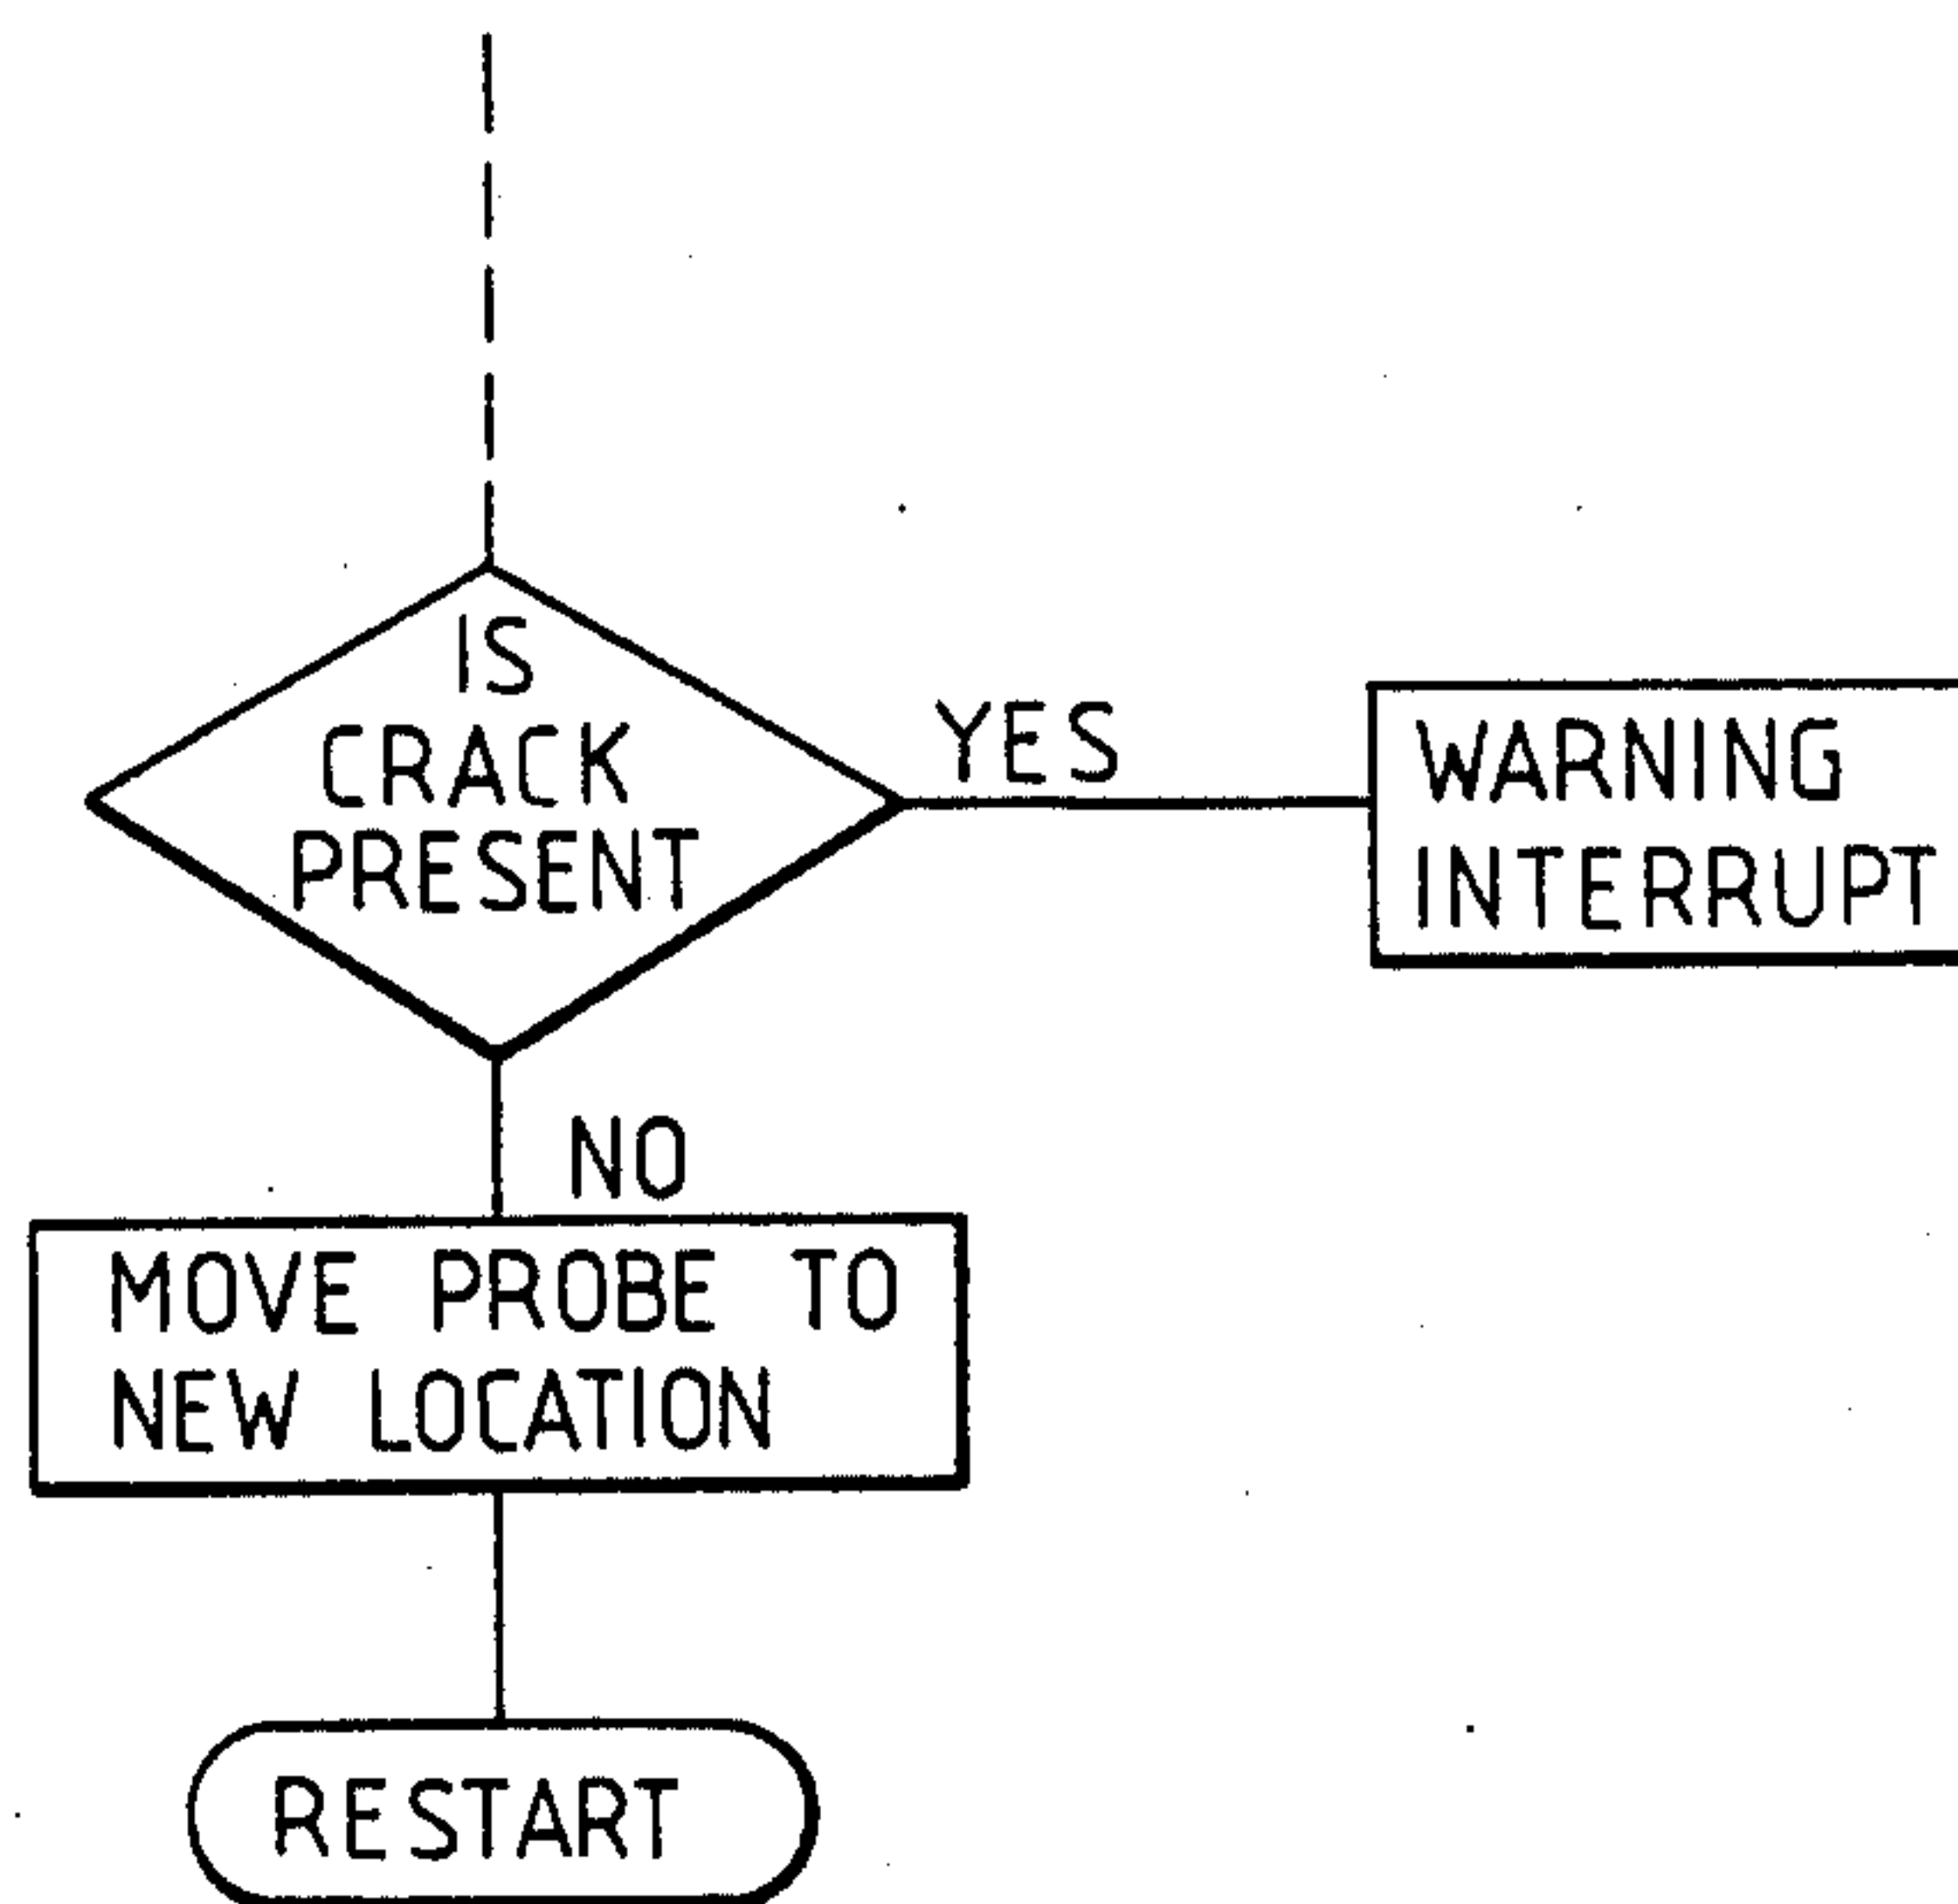 IS
CRACK
PRESENT
YES
WARNING
INTERRUPT
NO
MOVE PROBE TO
NEW LOCATION
RESTART